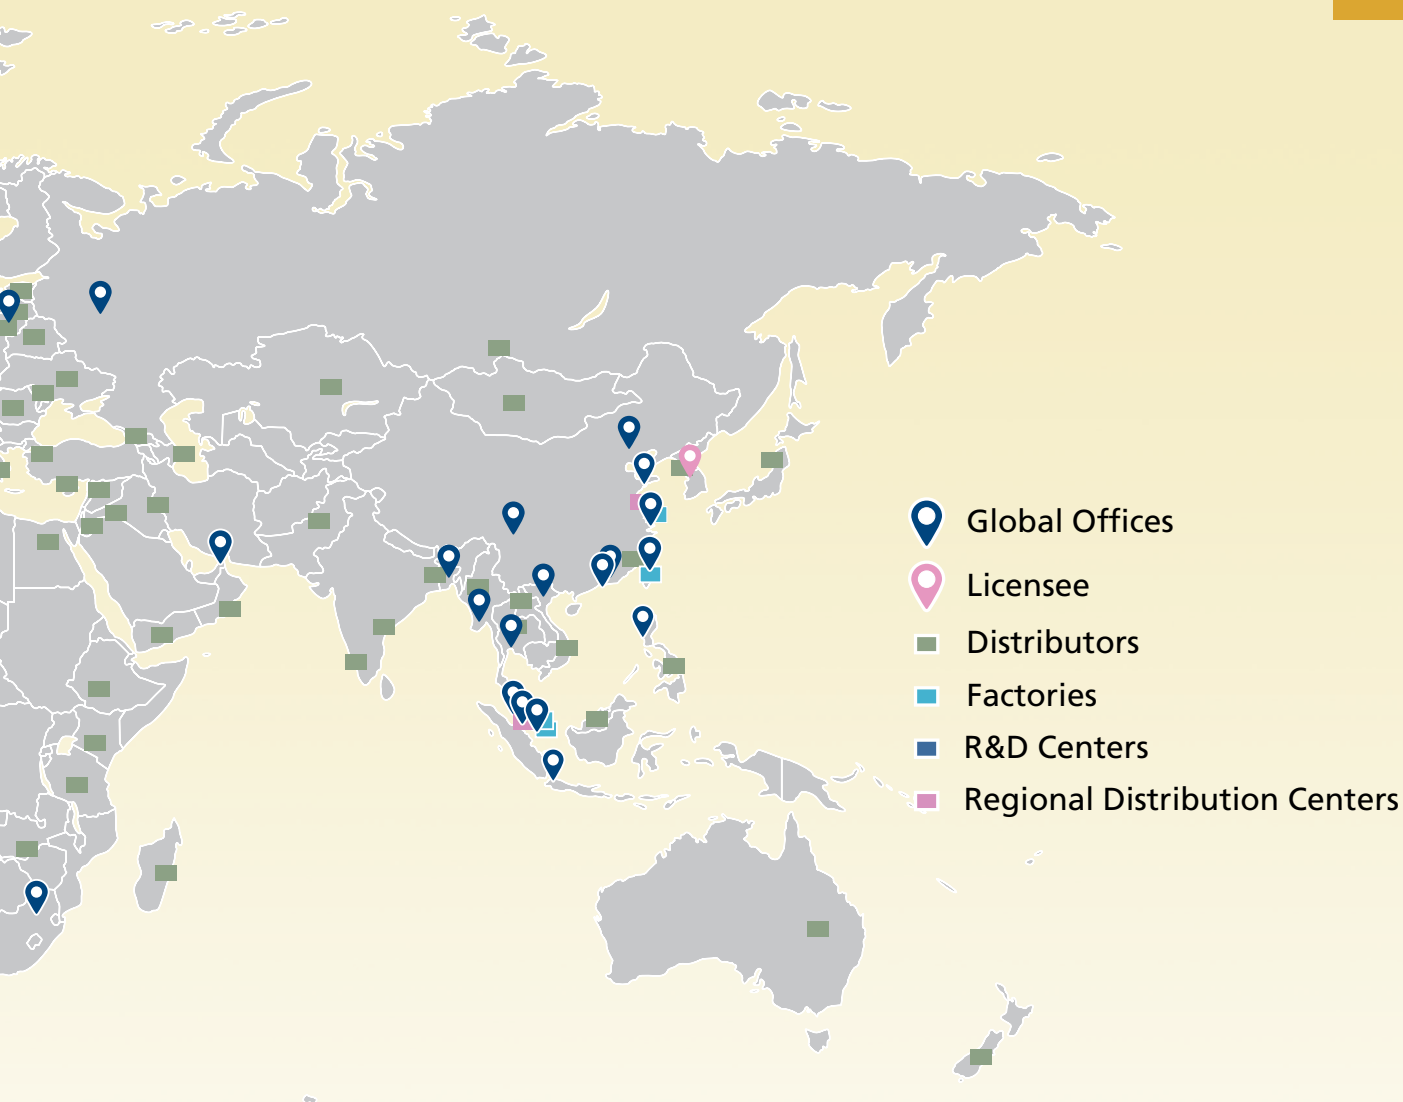 Global Offices
Licensee
Distributors
Factories
R&D Centers
Regional Distribution Centers